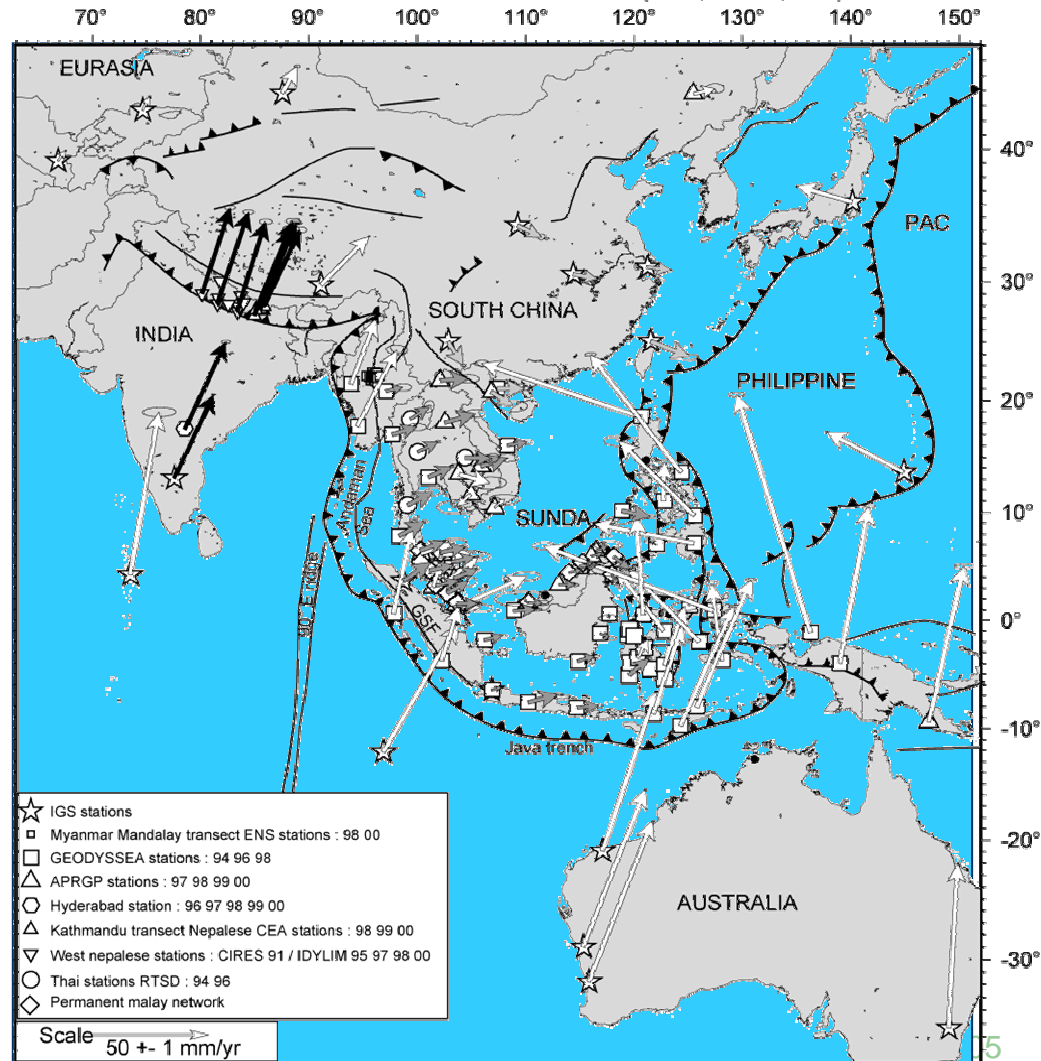 70° 80° 90° 100° 110° 120° 130° 140° 150°
EURASIA
40°
PAC
30°
SOUTH CHINA
INDIA
PHILIPPINE
20°
Andaman
Sea
10°
SUNDA
90° Ridge
GSF
0°
-10°
Java trench
IGS stations
Myanmar Mandalay transect ENS stations : 98 00
GEODYSSEA stations : 94 96 98
-20°
APRGP stations : 97 98 99 00
AUSTRALIA
Hyderabad station : 96 97 98 99 00
Kathmandu transect Nepalese CEA stations : 98 99 00
West nepalese stations : CIRES 91 / IDYLIM 95 97 98 00
-30°
Thai stations RTSD : 94 96
Permanent malay network
Scale
50 +- 1 mm/yr